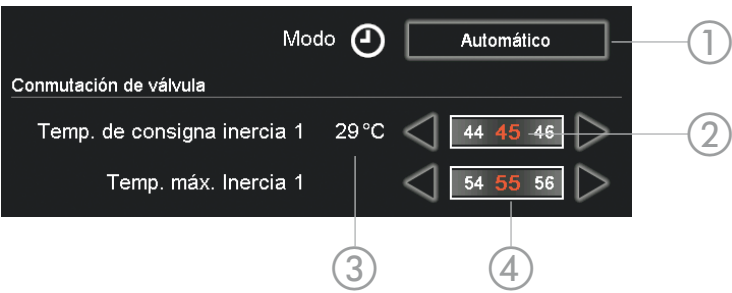 Modo Automático 1
Conmutación de válvula
Temp. de consigna inercia 1 29°C 44 45 46 2
Temp. máx. Inercia 1 54 55 56
3 4